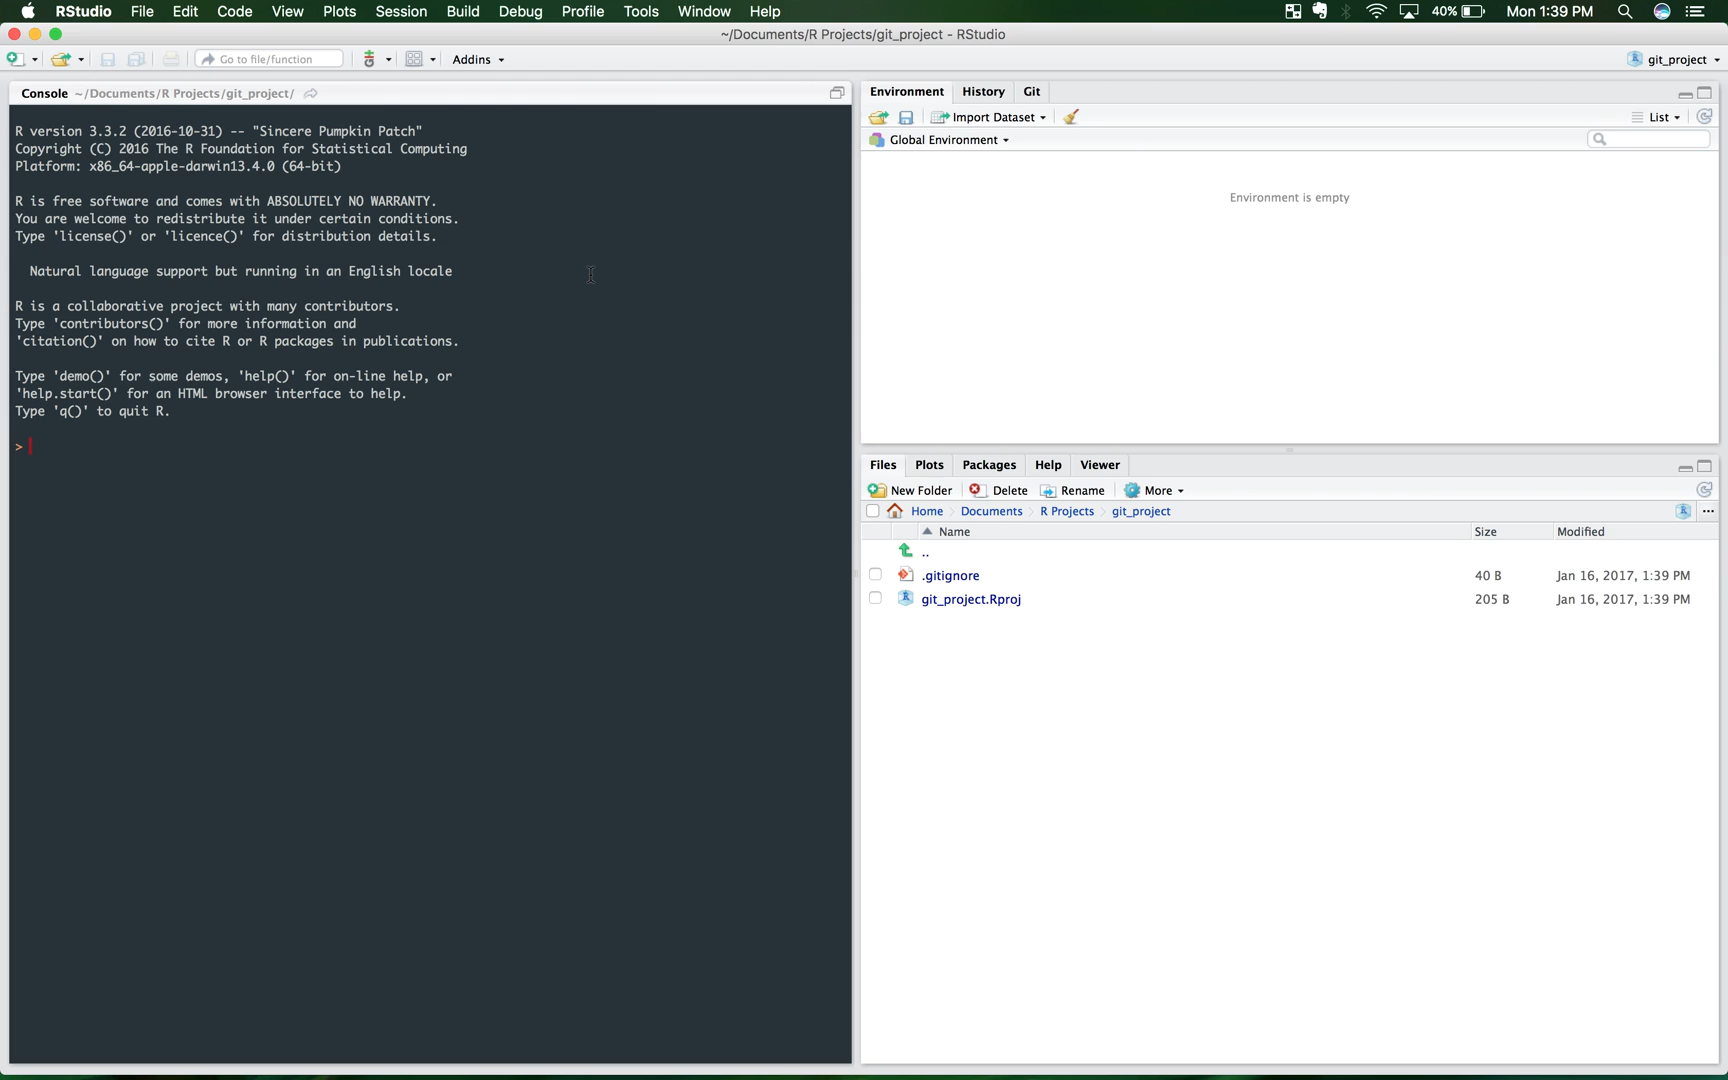 RStudio File Edit Code View Plots Session Build Debug Profile Tools Window Help 40% Mon 1:39 PM
~/Documents/R Projects/git_project - RStudio
Go to file/function Addins git_project
Console ~/Documents/R Projects/git_project/
R version 3.3.2 (2016-10-31) -- "Sincere Pumpkin Patch"
Copyright (C) 2016 The R Foundation for Statistical Computing
Platform: x86_64-apple-darwin13.4.0 (64-bit)
R is free software and comes with ABSOLUTELY NO WARRANTY.
You are welcome to redistribute it under certain conditions.
Type 'license()' or 'licence()' for distribution details.
Natural language support but running in an English locale
R is a collaborative project with many contributors.
Type 'contributors()' for more information and
'citation()' on how to cite R or R packages in publications.
Type 'demo()' for some demos, 'help()' for on-line help, or
'help.start()' for an HTML browser interface to help.
Type 'q()' to quit R.
>
Environment History Git
Import Dataset List
Global Environment
Environment is empty
Files Plots Packages Help Viewer
New Folder Delete Rename More
Home Documents R Projects git_project ...
Name Size Modified
..
.gitignore 40 B Jan 16, 2017, 1:39 PM
git_project.Rproj 205 B Jan 16, 2017, 1:39 PM